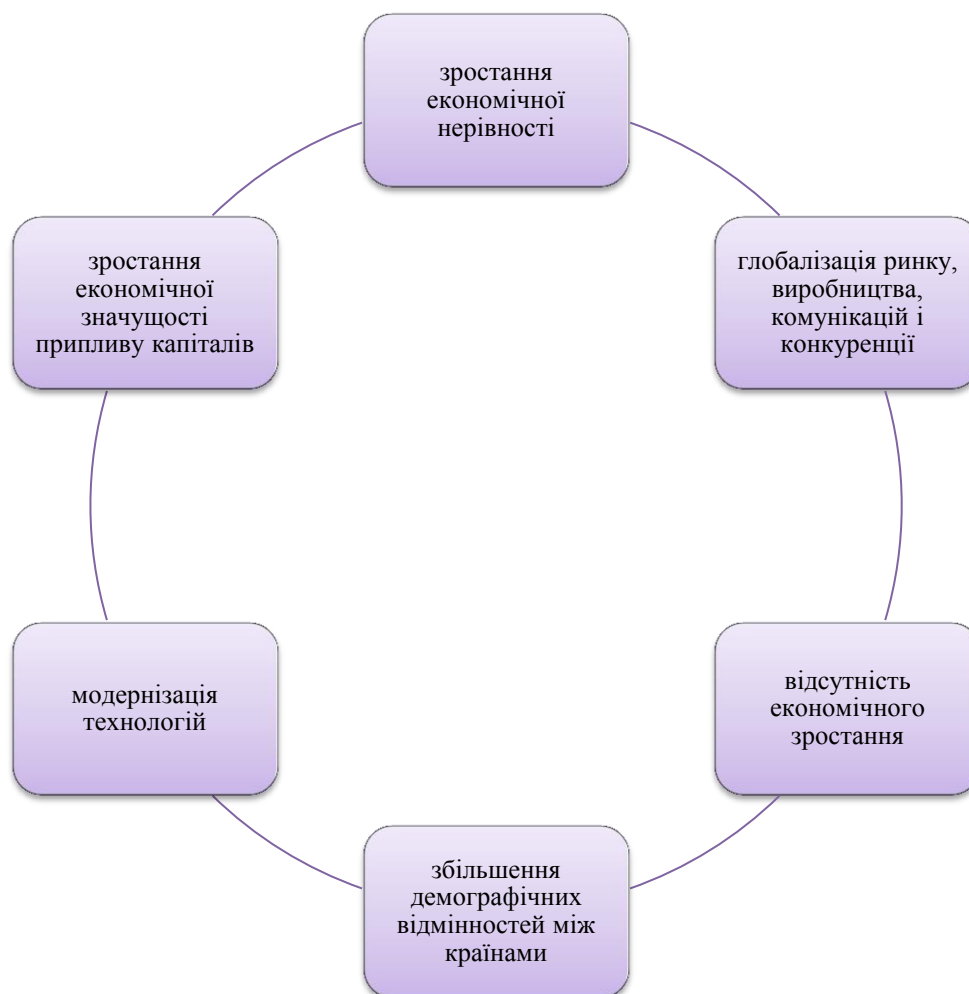 зростання
економічної
нерівності
глобалізація ринку,
виробництва,
комунікацій і
конкуренції
відсутність
економічного
зростання
збільшення
демографічних
відмінностей між
країнами
модернізація
технологій
зростання
економічної
значущості
припливу капіталів